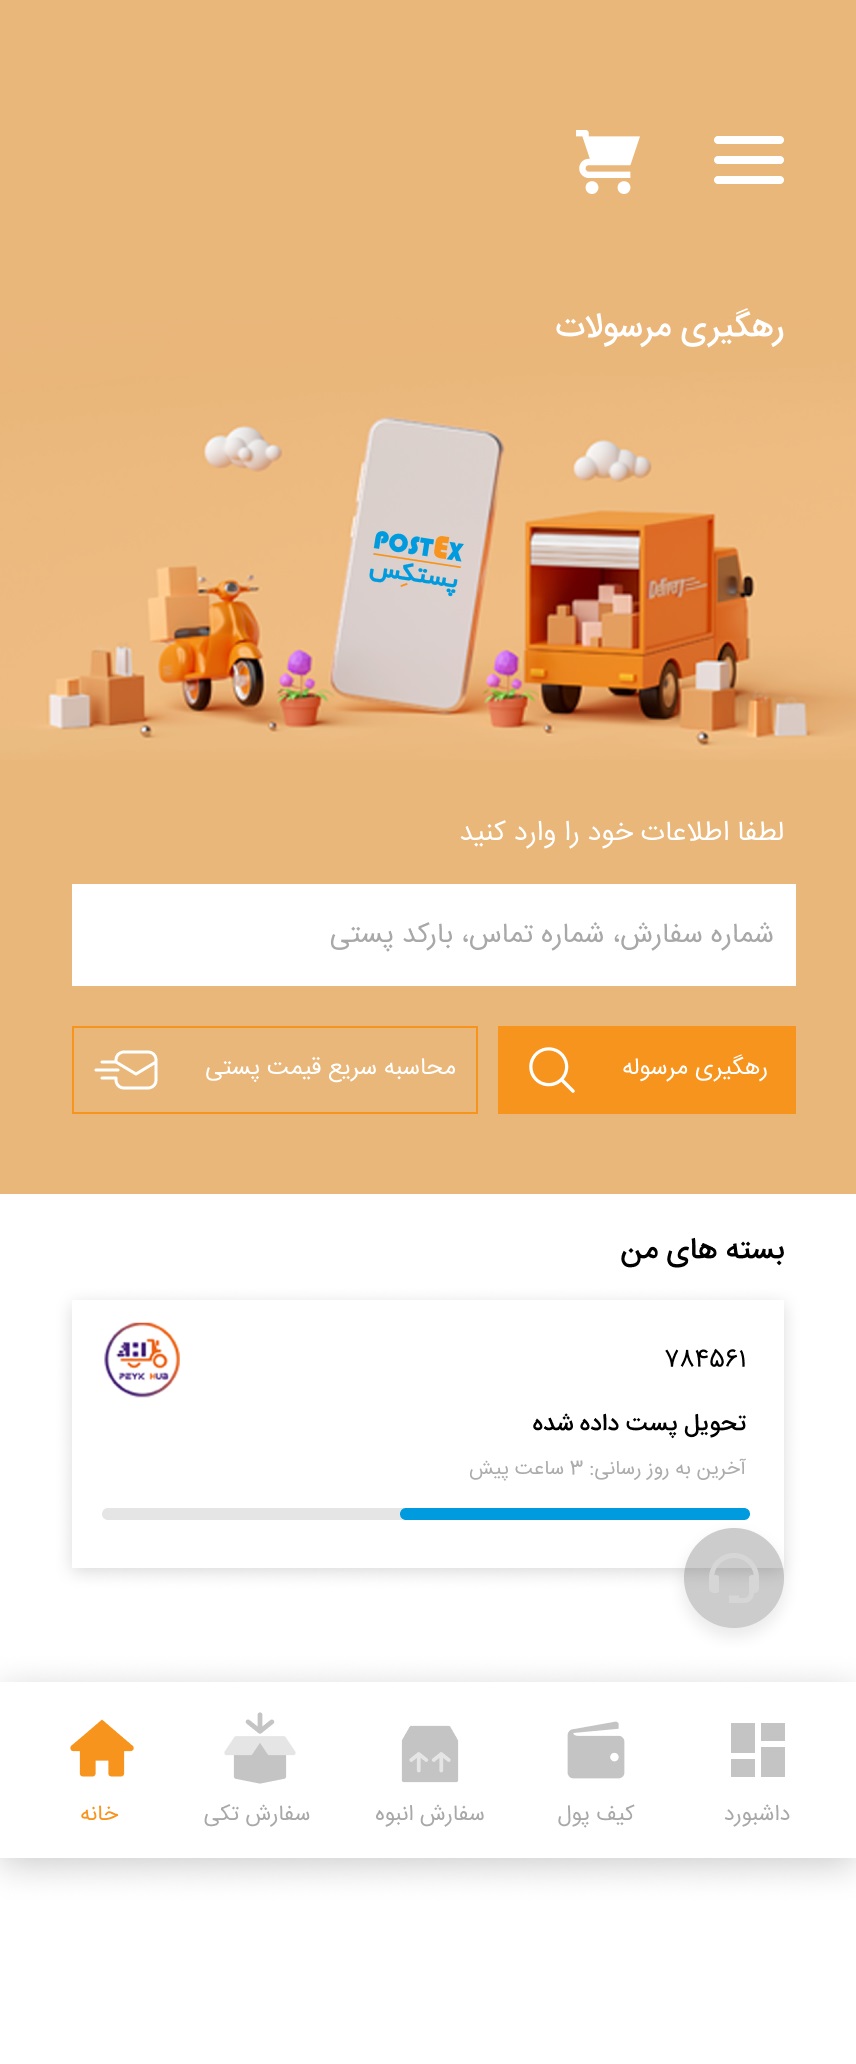 رهگیری مرسولات
POSTEX
پستکِس
Delivery
لطفا اطلاعات خود را وارد کنید
شماره سفارش، شماره تماس، بارکد پستی
رهگیری مرسوله
محاسبه سریع قیمت پستی
بسته های من
۷۸۴۵۶۱
PEYK HUB
تحویل پست داده شده
آخرین به روز رسانی: ۳ ساعت پیش
داشبورد
کیف پول
سفارش انبوه
سفارش تکی
خانه